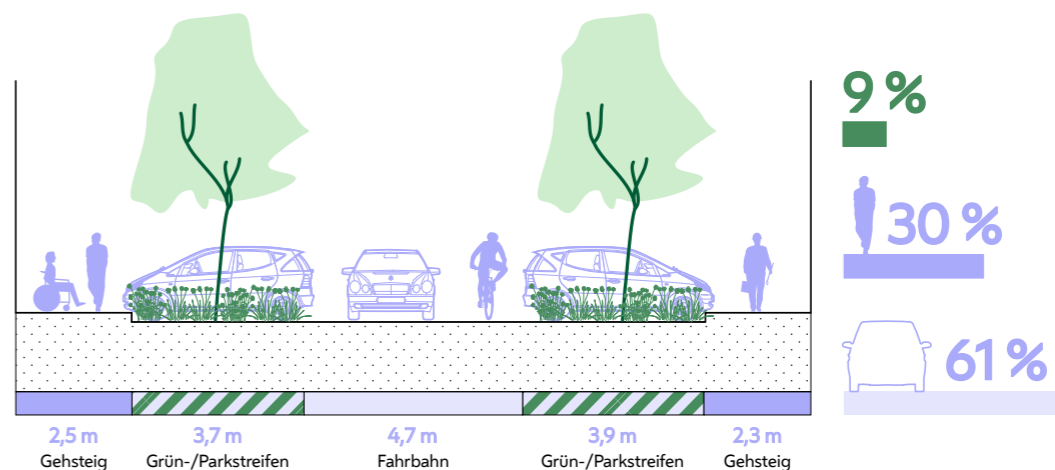 9 %
30 %
61 %
2,5 m
Gehsteig
3,7 m
Grün-/Parkstreifen
4,7 m
Fahrbahn
3,9 m
Grün-/Parkstreifen
2,3 m
Gehsteig